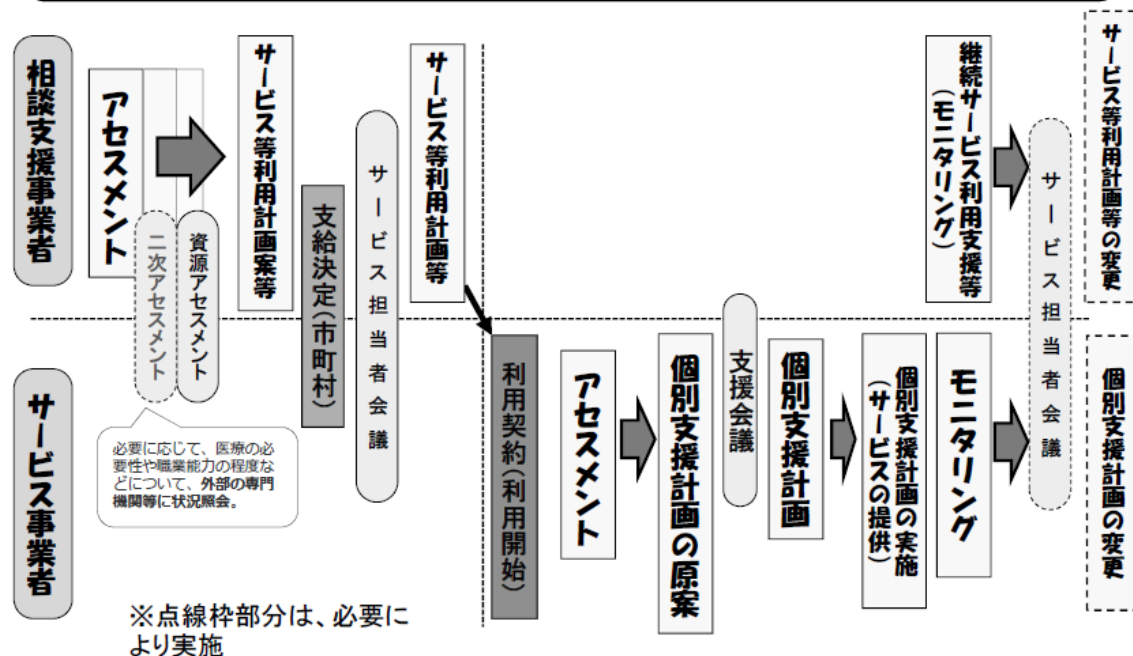 相談支援事業者
アセスメント
二次アセスメント
資源アセスメント
サービス等利用計画案等
支給決定(市町村)
サービス担当者会議
サービス等利用計画等
継続サービス利用支援等
(モニタリング)
サービス担当者会議
サービス等利用計画等の変更
サービス事業者
必要に応じて、医療の必
要性や職業能力の程度な
どについて、外部の専門
機関等に状況照会。
利用契約(利用開始)
アセスメント
個別支援計画の原案
支援会議
個別支援計画
個別支援計画の実施
(サービスの提供)
モニタリング
個別支援計画の変更
※点線枠部分は、必要に
より実施